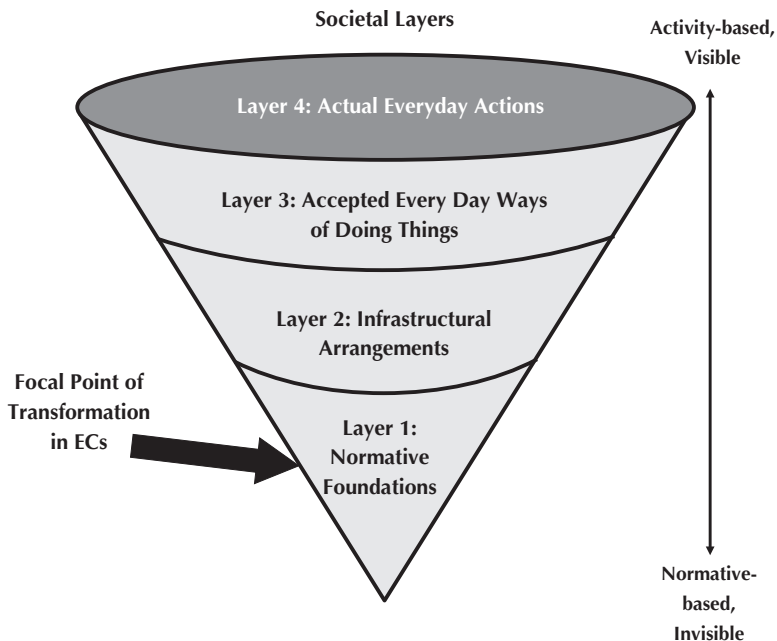 Societal Layers
Activity-based,
Visible
Layer 4: Actual Everyday Actions
Layer 3: Accepted Every Day Ways
of Doing Things
Layer 2: Infrastructural
Arrangements
Focal Point of
Transformation
in ECs
Layer 1:
Normative
Foundations
Normative-
based,
Invisible